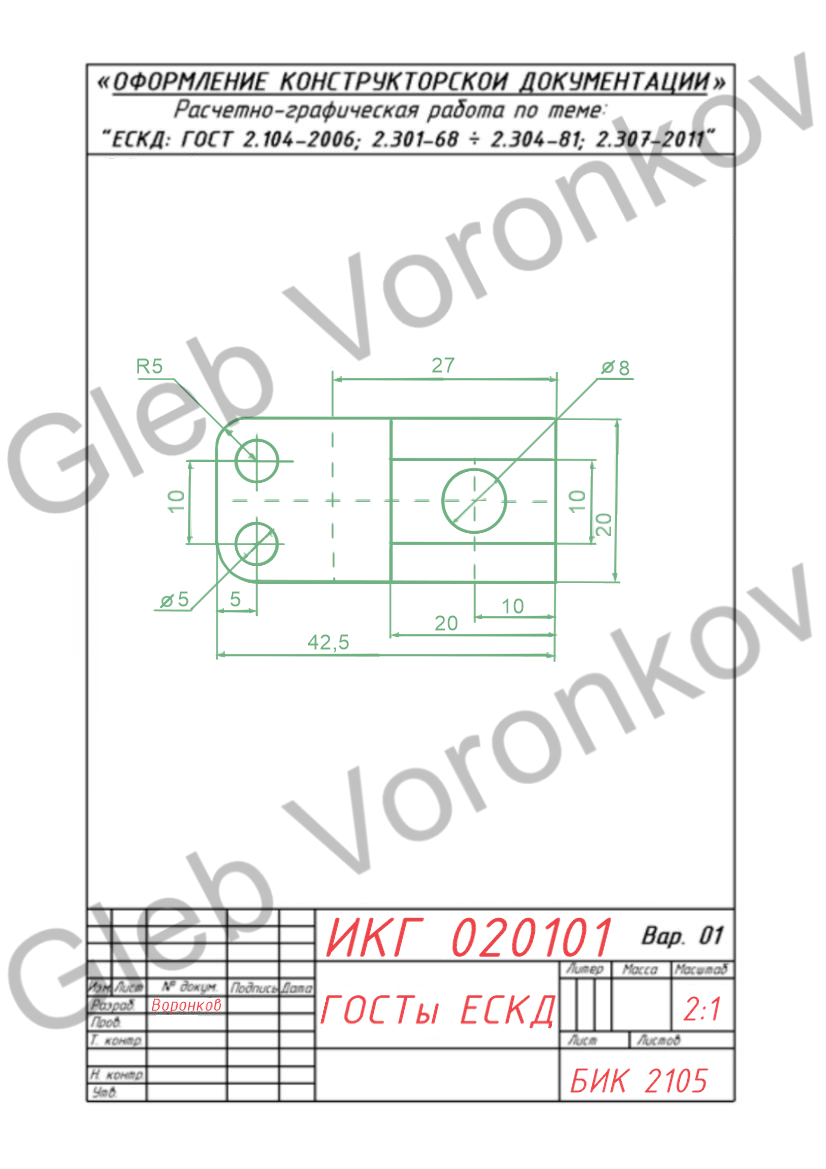 «ОФОРМЛЕНИЕ КОНСТРУКТОРСКОИ ДОКУМЕНТАЦИИ»
Расчетно-графическая работа по теме:
"ЕСКД: ГОСТ 2.104-2006; 2.301-68 ÷ 2.304-81; 2.307-2011"
Gleb Voronkov
R5
27
⌀8
10
10
20
⌀5
5
10
20
42,5
Gleb Voronkov
ИКГ 020101
Вар. 01
Литер Масса Масштаб
Изм. Лист № докум. Подпись Дата
Разраб. Воронков
ГОСТы ЕСКД
2:1
Пров.
Т. контр.
Лист Листов
Н. контр.
БИК 2105
Утв.